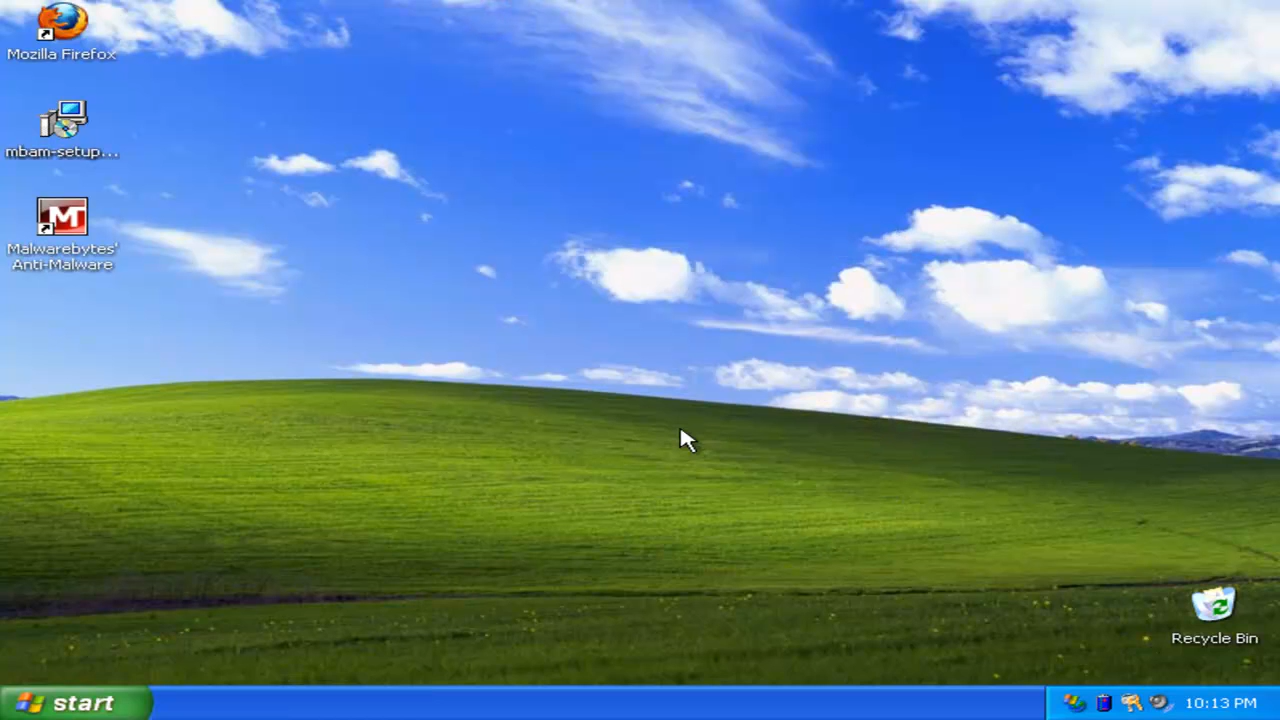 Mozilla Firefox
mbam-setup...
Malwarebytes'
Anti-Malware
Recycle Bin
start
10:13 PM